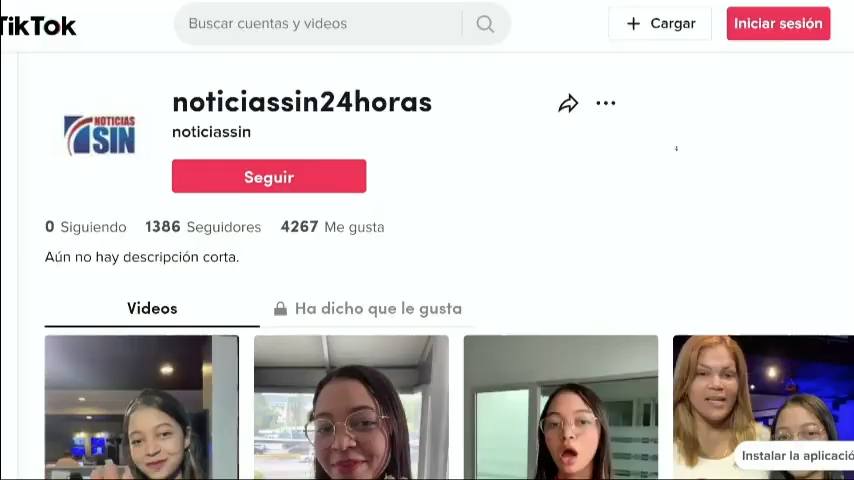 TikTok
Buscar cuentas y videos
+ Cargar
Iniciar sesión
noticiassin24horas
NOTICIAS
SIN
noticiassin
Seguir
0 Siguiendo 1386 Seguidores 4267 Me gusta
Aún no hay descripción corta.
Videos
Ha dicho que le gusta
Instalar la aplicació